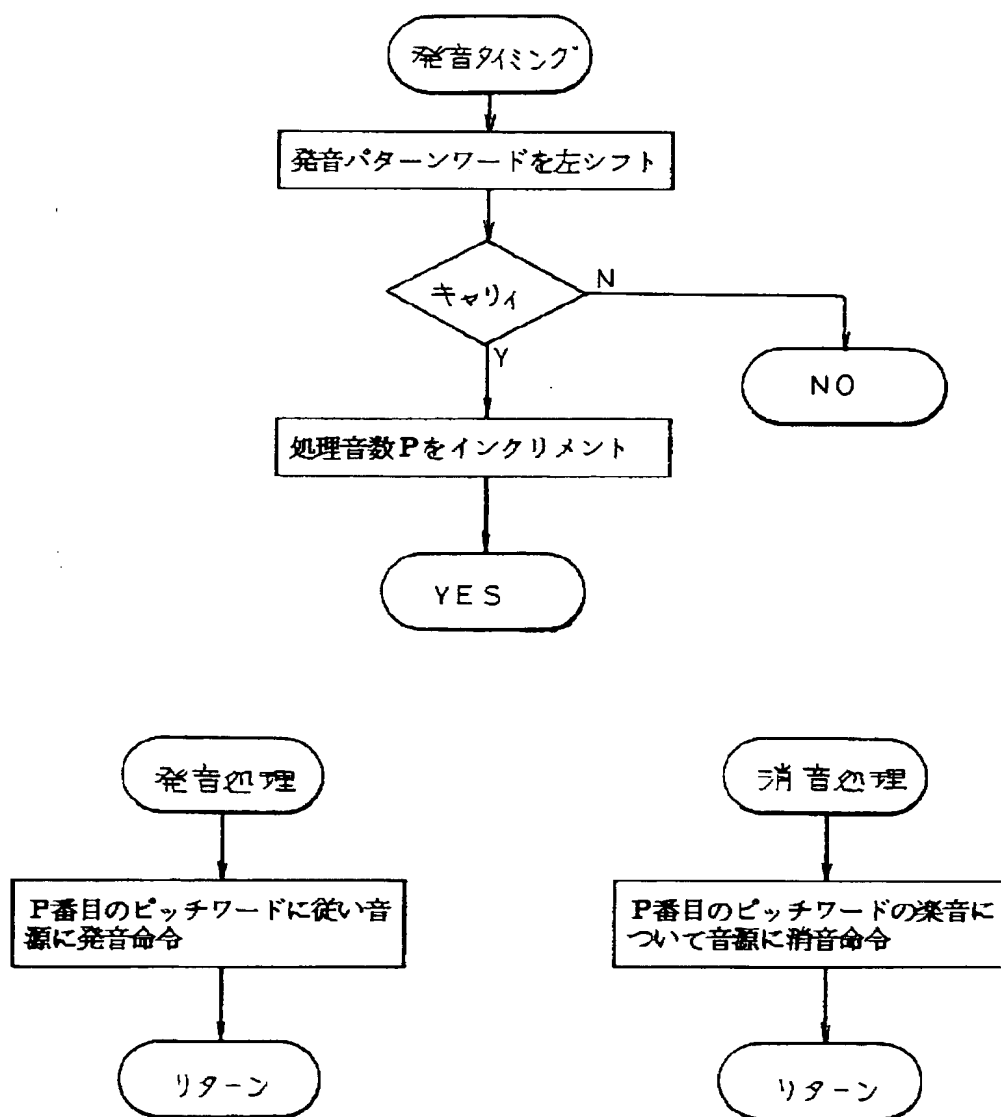 発音タイミング
発音パターンワードを左シフト
キャリィ
N
NO
Y
処理音数Pをインクリメント
YES
発音処理
P番目のピッチワードに従い音
源に発音命令
リターン
消音処理
P番目のピッチワードの楽音に
ついて音源に消音命令
リターン